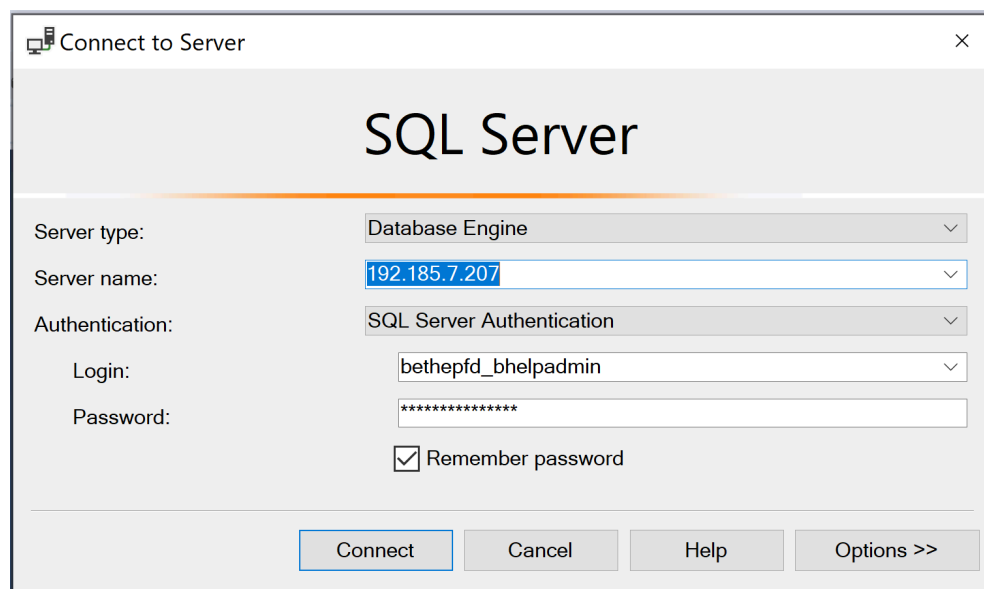 Connect to Server
SQL Server
Server type: Database Engine
Server name: 192.185.7.207
Authentication: SQL Server Authentication
Login: bethepfd_bhelpadmin
Password: ***************
Remember password
Connect Cancel Help Options >>